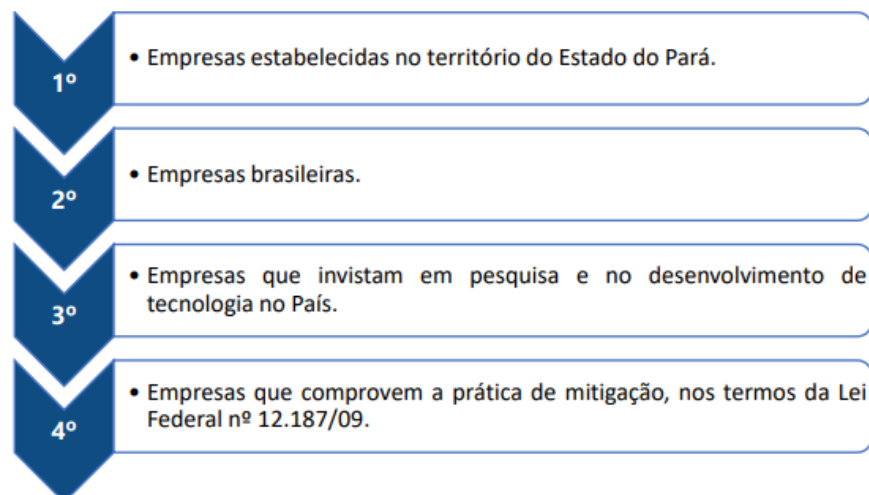 1º
• Empresas estabelecidas no território do Estado do Pará.
2º
• Empresas brasileiras.
3º
• Empresas que invistam em pesquisa e no desenvolvimento de
tecnologia no País.
4º
• Empresas que comprovem a prática de mitigação, nos termos da Lei
Federal nº 12.187/09.